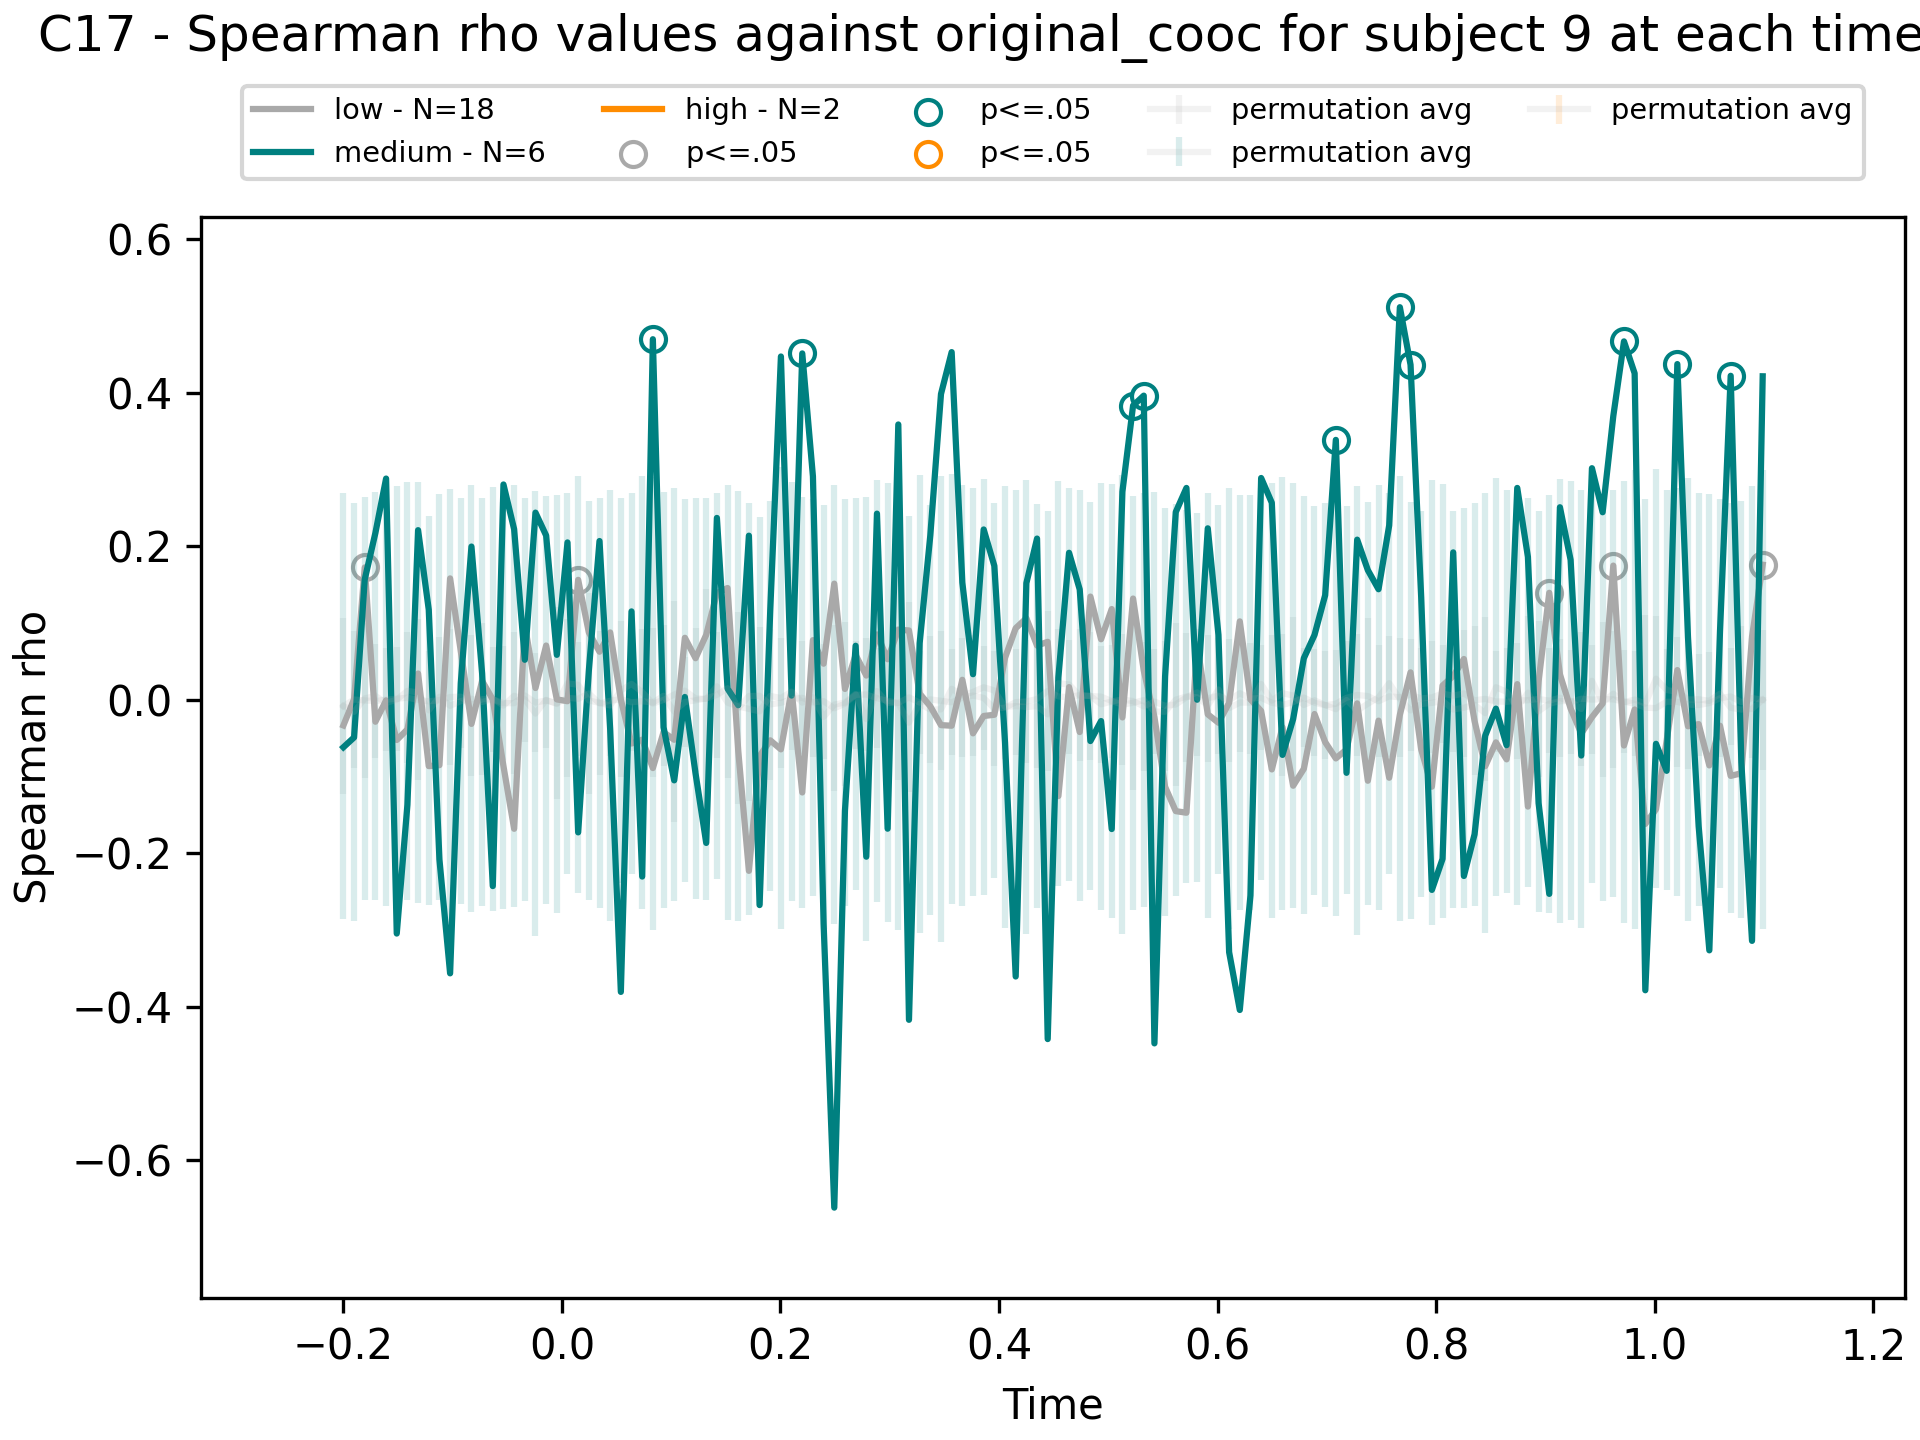 C17 - Spearman rho values against original_cooc for subject 9 at each time
low - N=18
medium - N=6
high - N=2
p<=.05
p<=.05
p<=.05
permutation avg
permutation avg
permutation avg
Spearman rho
0.6
0.4
0.2
0.0
−0.2
−0.4
−0.6
−0.2
0.0
0.2
0.4
0.6
0.8
1.0
1.2
Time